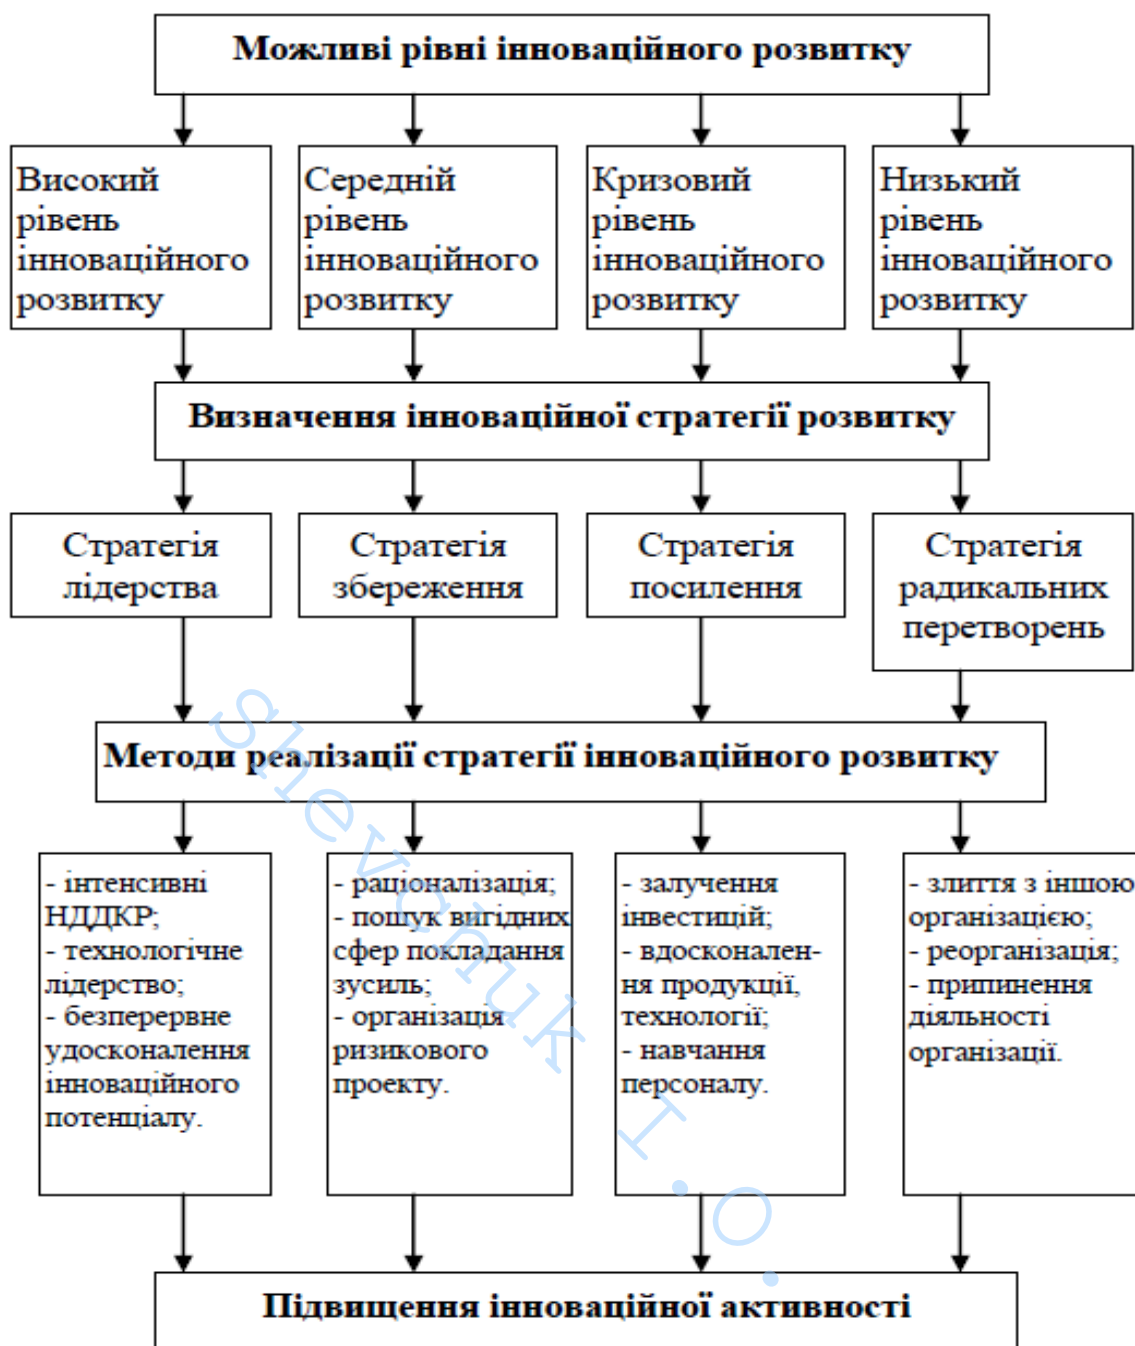 Можливі рівні інноваційного розвитку
Високий
рівень
інноваційного
розвитку
Середній
рівень
інноваційного
розвитку
Кризовий
рівень
інноваційного
розвитку
Низький
рівень
інноваційного
розвитку
Визначення інноваційної стратегії розвитку
Стратегія
лідерства
Стратегія
збереження
Стратегія
посилення
Стратегія
радикальних
перетворень
Методи реалізації стратегії інноваційного розвитку
- інтенсивні
НДДКР;
- технологічне
лідерство;
- безперервне
удосконалення
інноваційного
потенціалу.
- раціоналізація;
- пошук вигідних
сфер покладання
зусиль;
- організація
ризикового
проекту.
- залучення
інвестицій;
- вдосконален-
ня продукції,
технології;
- навчання
персоналу.
- злиття з іншою
організацією;
- реорганізація;
- припинення
діяльності
організації.
Підвищення інноваційної активності
Shevchuk I.O.